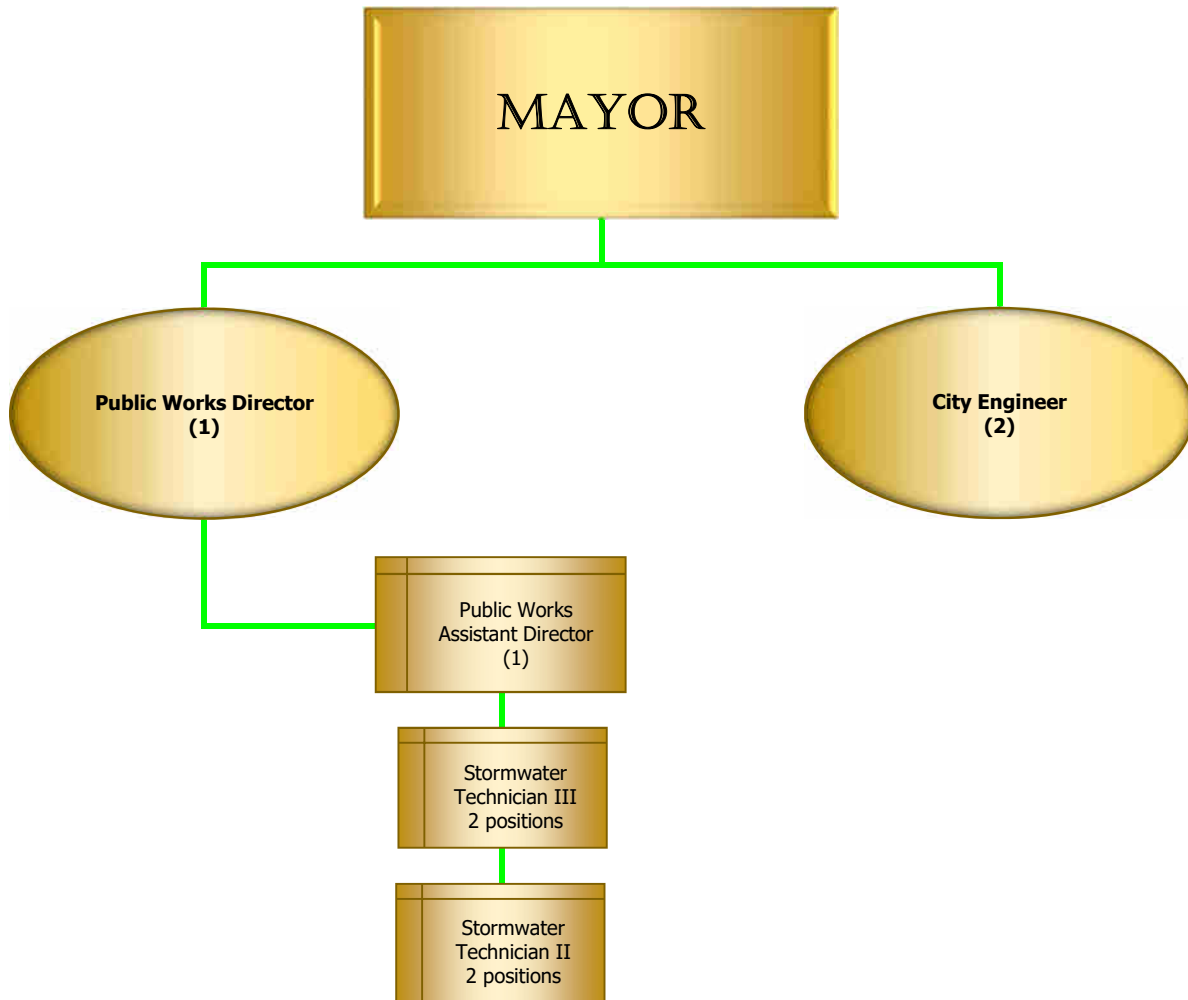 MAYOR
Public Works Director
(1)
City Engineer
(2)
Public Works
Assistant Director
(1)
Stormwater
Technician III
2 positions
Stormwater
Technician II
2 positions